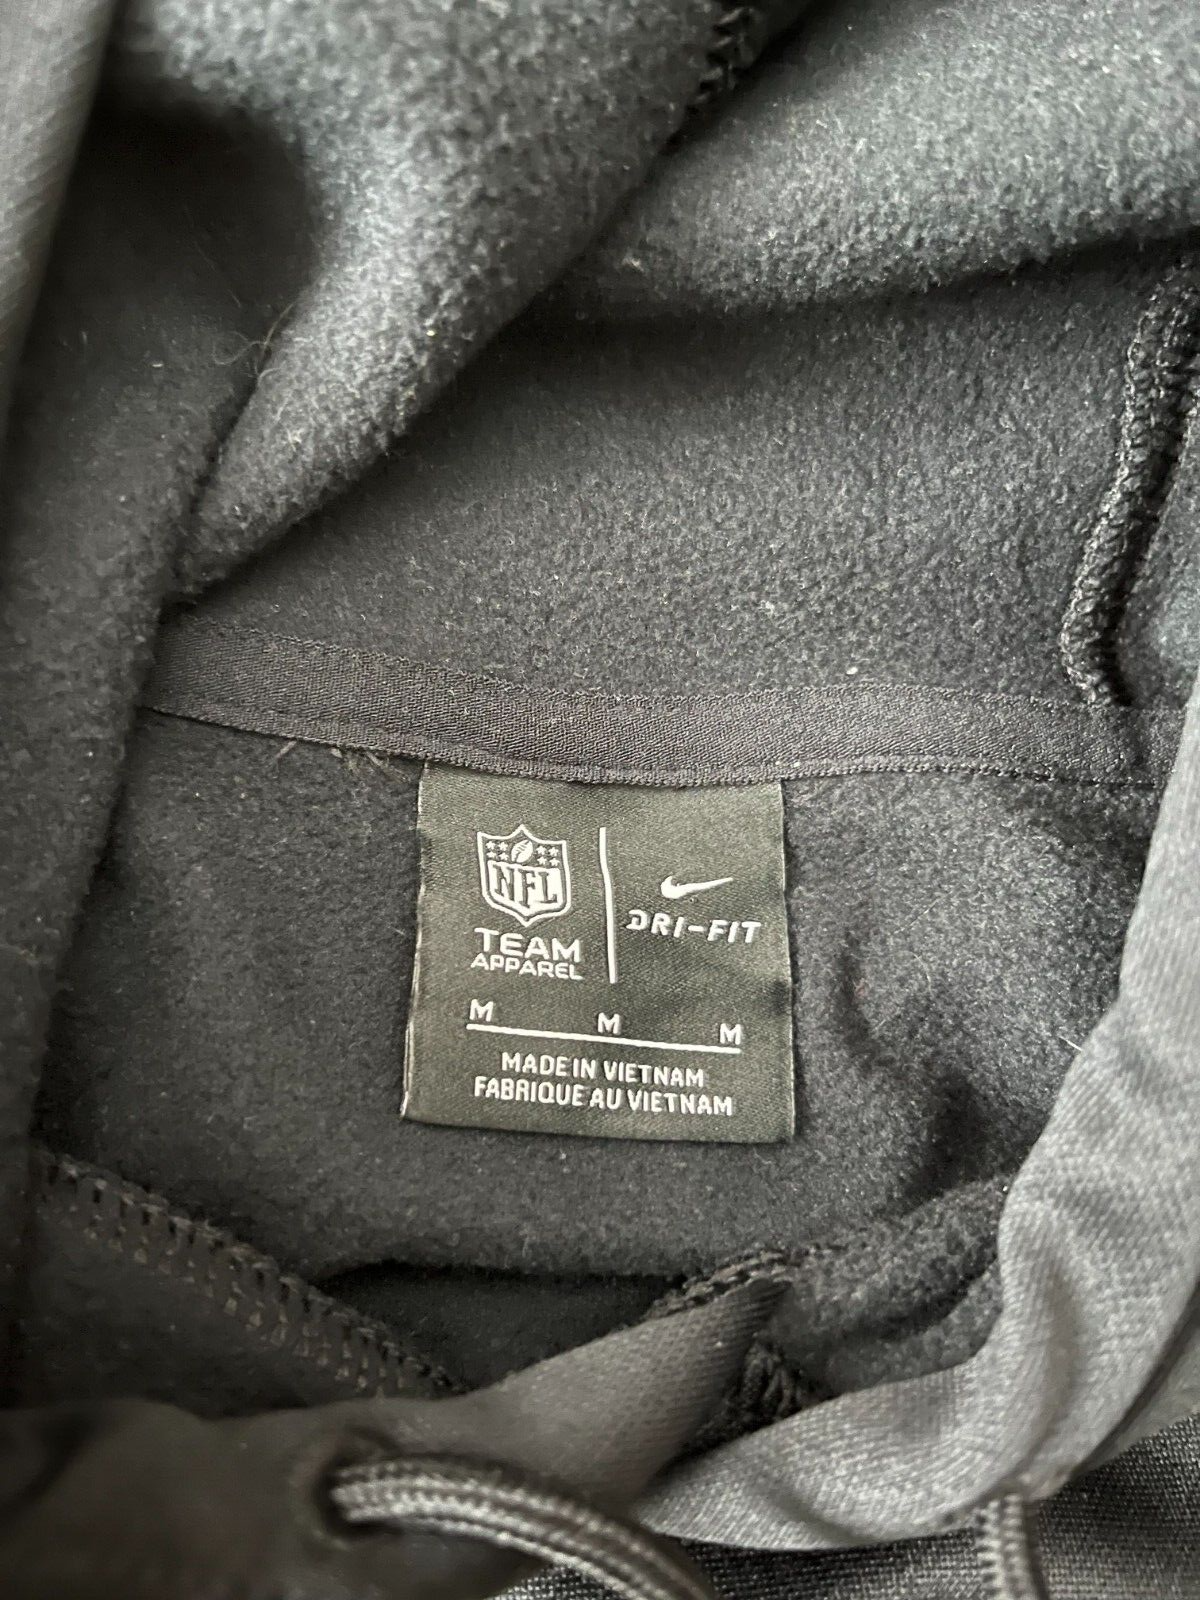 NFL
TEAM
APPAREL
DRI-FIT
M M M
MADE IN VIETNAM
FABRIQUE AU VIETNAM